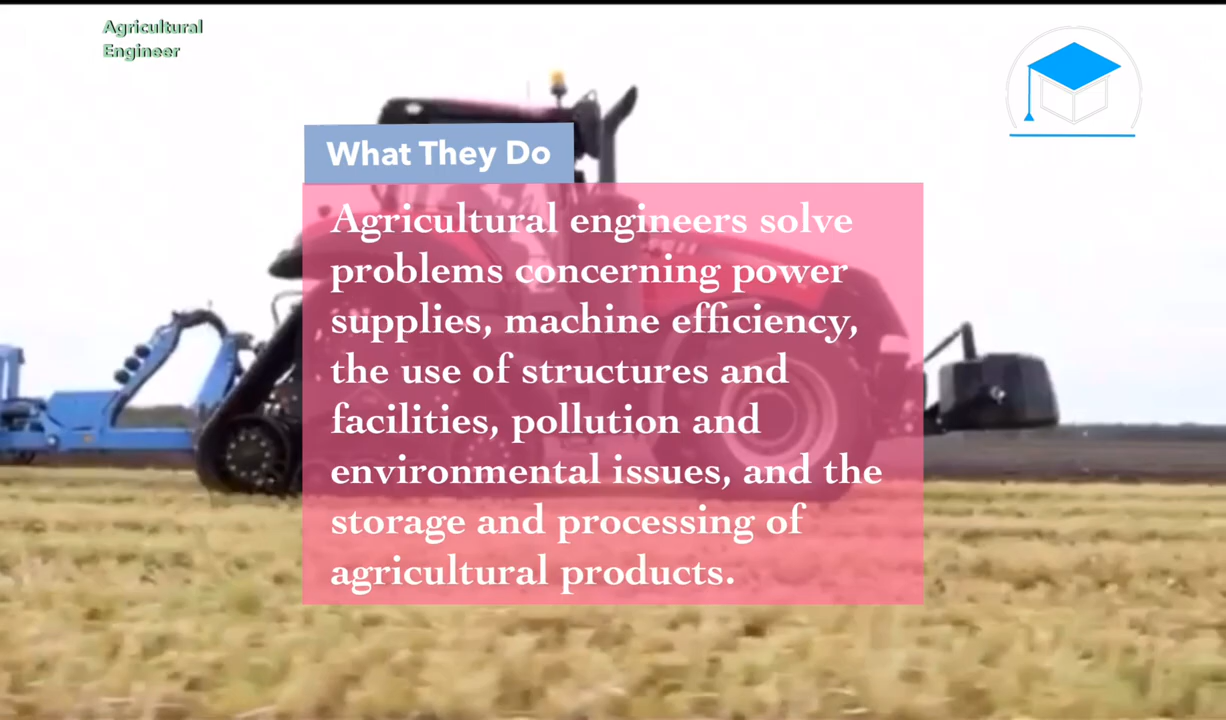 Agricultural
Engineer
What They Do
Agricultural engineers solve
problems concerning power
supplies, machine efficiency,
the use of structures and
facilities, pollution and
environmental issues, and the
storage and processing of
agricultural products.